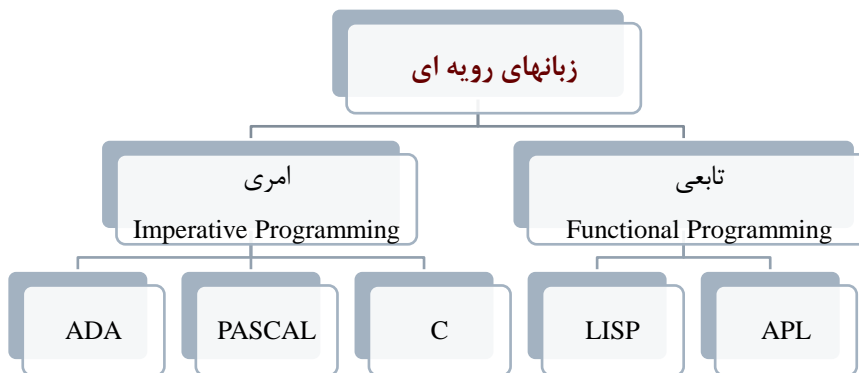 زبانهای رویه ای
امری
Imperative Programming
تابعی
Functional Programming
ADA
PASCAL
C
LISP
APL